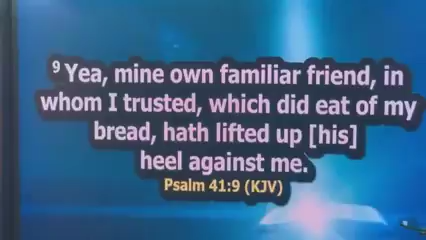 9 Yea, mine own familiar friend, in
whom I trusted, which did eat of my
bread, hath lifted up [his]
heel against me.
Psalm 41:9 (KJV)